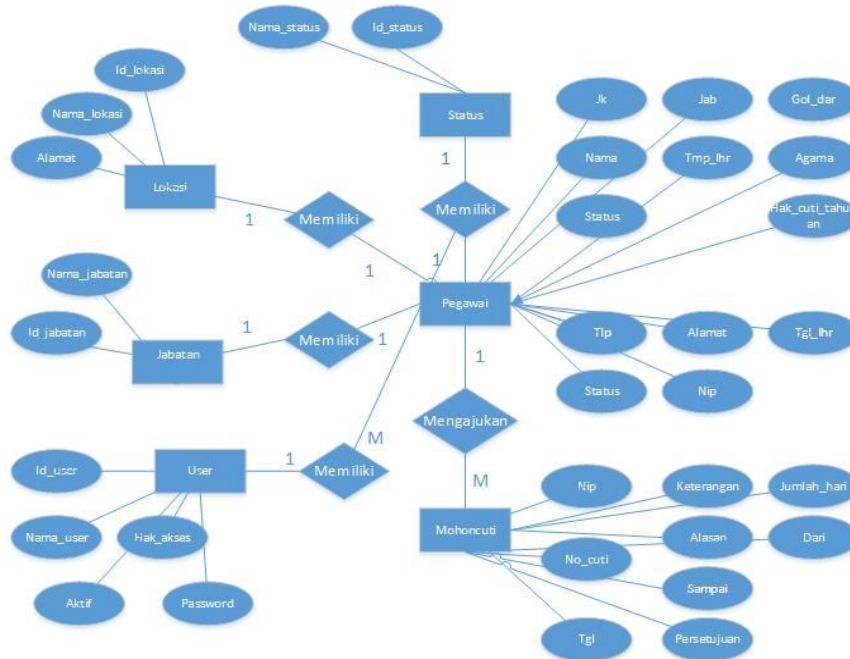 Nama_status
Id_status
Id_lokasi
Nama_lokasi
Alamat
Lokasi
Status
Jk
Jab
Gol_dar
Nama
Tmp_lhr
Agama
Status
Hak_cuti_tahu
an
1
1
Memiliki
Memiliki
1
1
Nama_jabatan
Id_jabatan
Jabatan
1
Memiliki
1
Pegawai
Tlp
Alamat
Tgl_lhr
Status
Nip
1
Mengajukan
M
M
Id_user
User
1
Memiliki
Nama_user
Hak_akses
Aktif
Password
Mohoncuti
Nip
Keterangan
Jumlah_hari
No_cuti
Alasan
Dari
Sampai
Tgl
Persetujuan